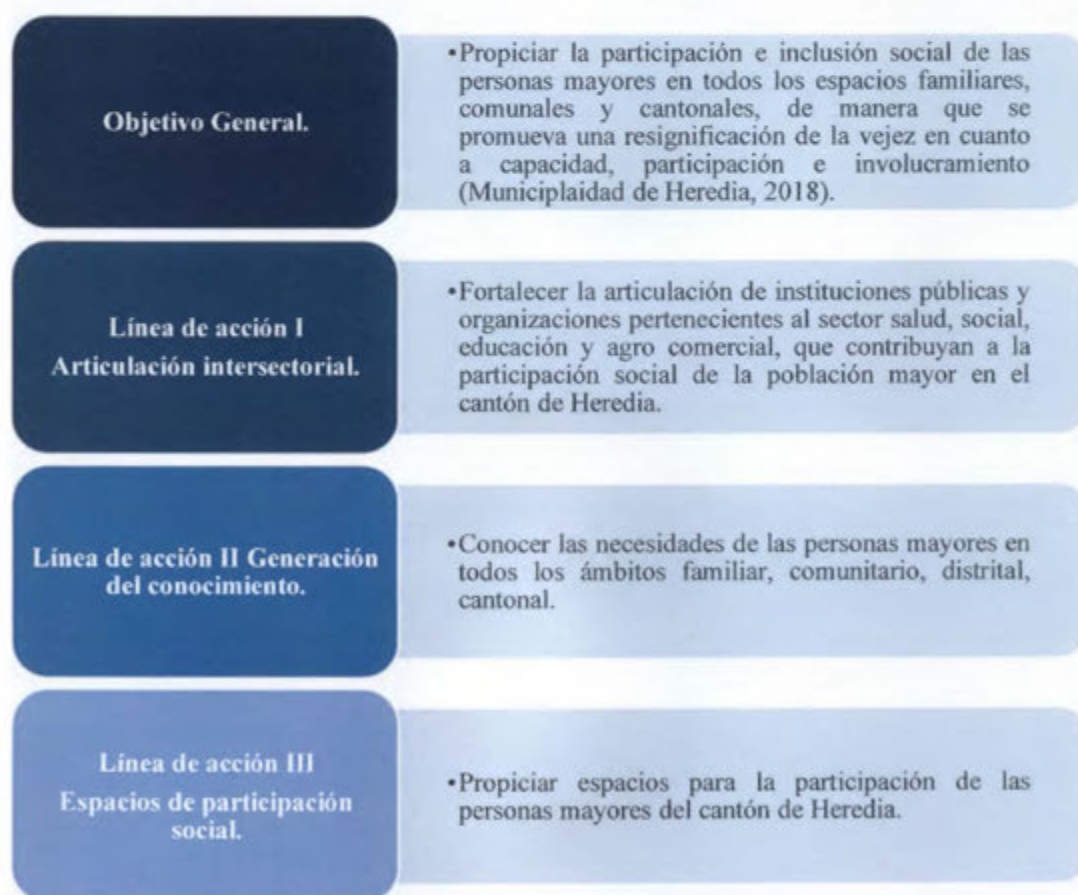 Objetivo General.
•Propiciar la participación e inclusión social de las
personas mayores en todos los espacios familiares,
comunales y cantonales, de manera que se
promueva una resignificación de la vejez en cuanto
a capacidad, participación e involucramiento
(Municiplaidad de Heredia, 2018).
Línea de acción I
Articulación intersectorial.
•Fortalecer la articulación de instituciones públicas y
organizaciones pertenecientes al sector salud, social,
educación y agro comercial, que contribuyan a la
participación social de la población mayor en el
cantón de Heredia.
Línea de acción II Generación
del conocimiento.
•Conocer las necesidades de las personas mayores en
todos los ámbitos familiar, comunitario, distrital,
cantonal.
Línea de acción III
Espacios de participación
social.
•Propiciar espacios para la participación de las
personas mayores del cantón de Heredia.